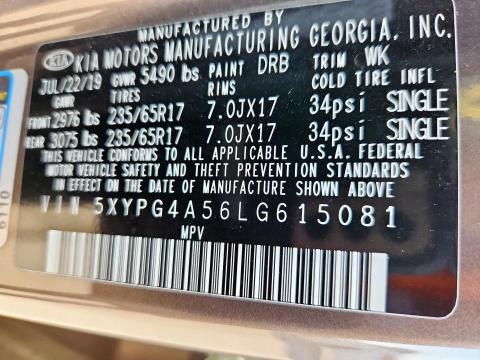 MANUFACTURED BY
KIA KIA MOTORS MANUFACTURING GEORGIA, INC.
JUL/22/19 GVWR 5490 lbs PAINT DRB TRIM WK
GAWR TIRES RIMS COLD TIRE INFL
FRONT 2976 lbs 235/65R17 7.0JX17 34psi SINGLE
REAR 3075 lbs 235/65R17 7.0JX17 34psi SINGLE
THIS VEHICLE CONFORMS TO ALL APPLICABLE U.S.A. FEDERAL
MOTOR VEHICLE SAFETY AND THEFT PREVENTION STANDARDS
IN EFFECT ON THE DATE OF MANUFACTURE SHOWN ABOVE
VIN 5XYPG4A56LG615081
MPV